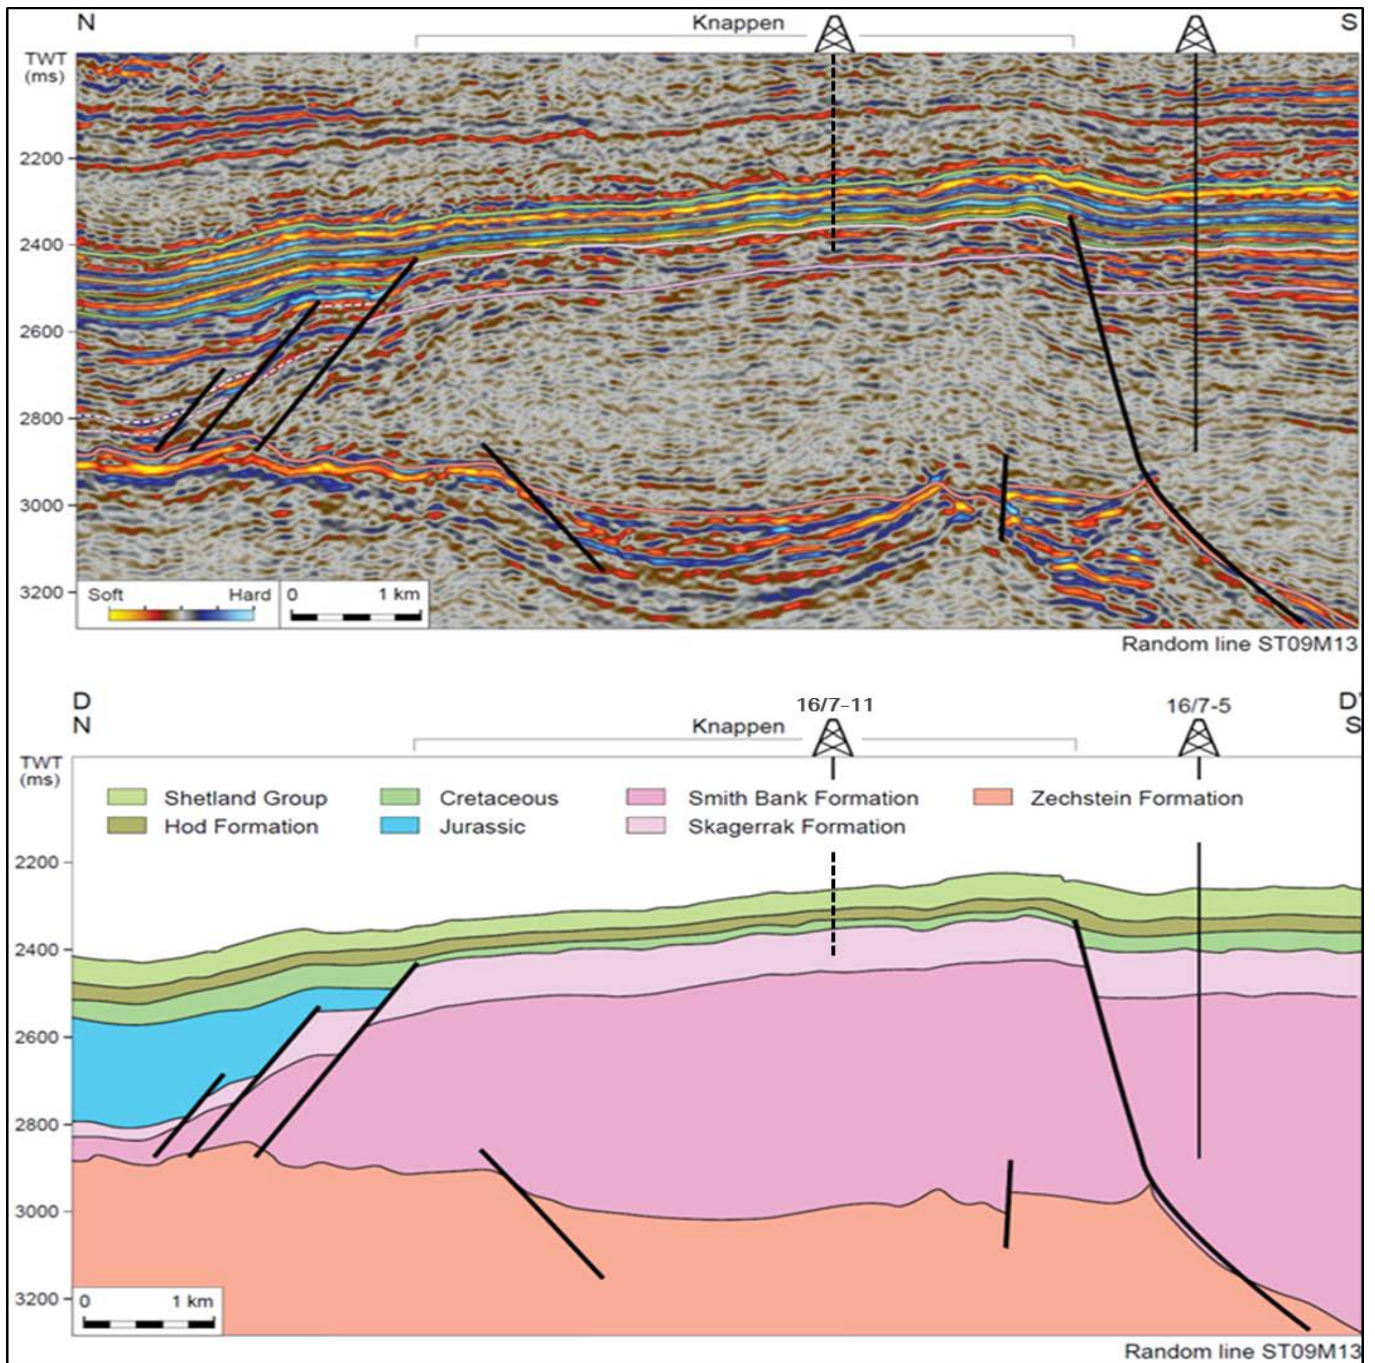 N Knappen S
TWT
(ms)
2200
2400
2600
2800
3000
3200
Soft Hard 0 1 km
Random line ST09M13
D 16/7-11 16/7-5 D'
N Knappen S
TWT
(ms)
Shetland Group Cretaceous Smith Bank Formation Zechstein Formation
Hod Formation Jurassic Skagerrak Formation
2200
2400
2600
2800
3000
3200
0 1 km
Random line ST09M13